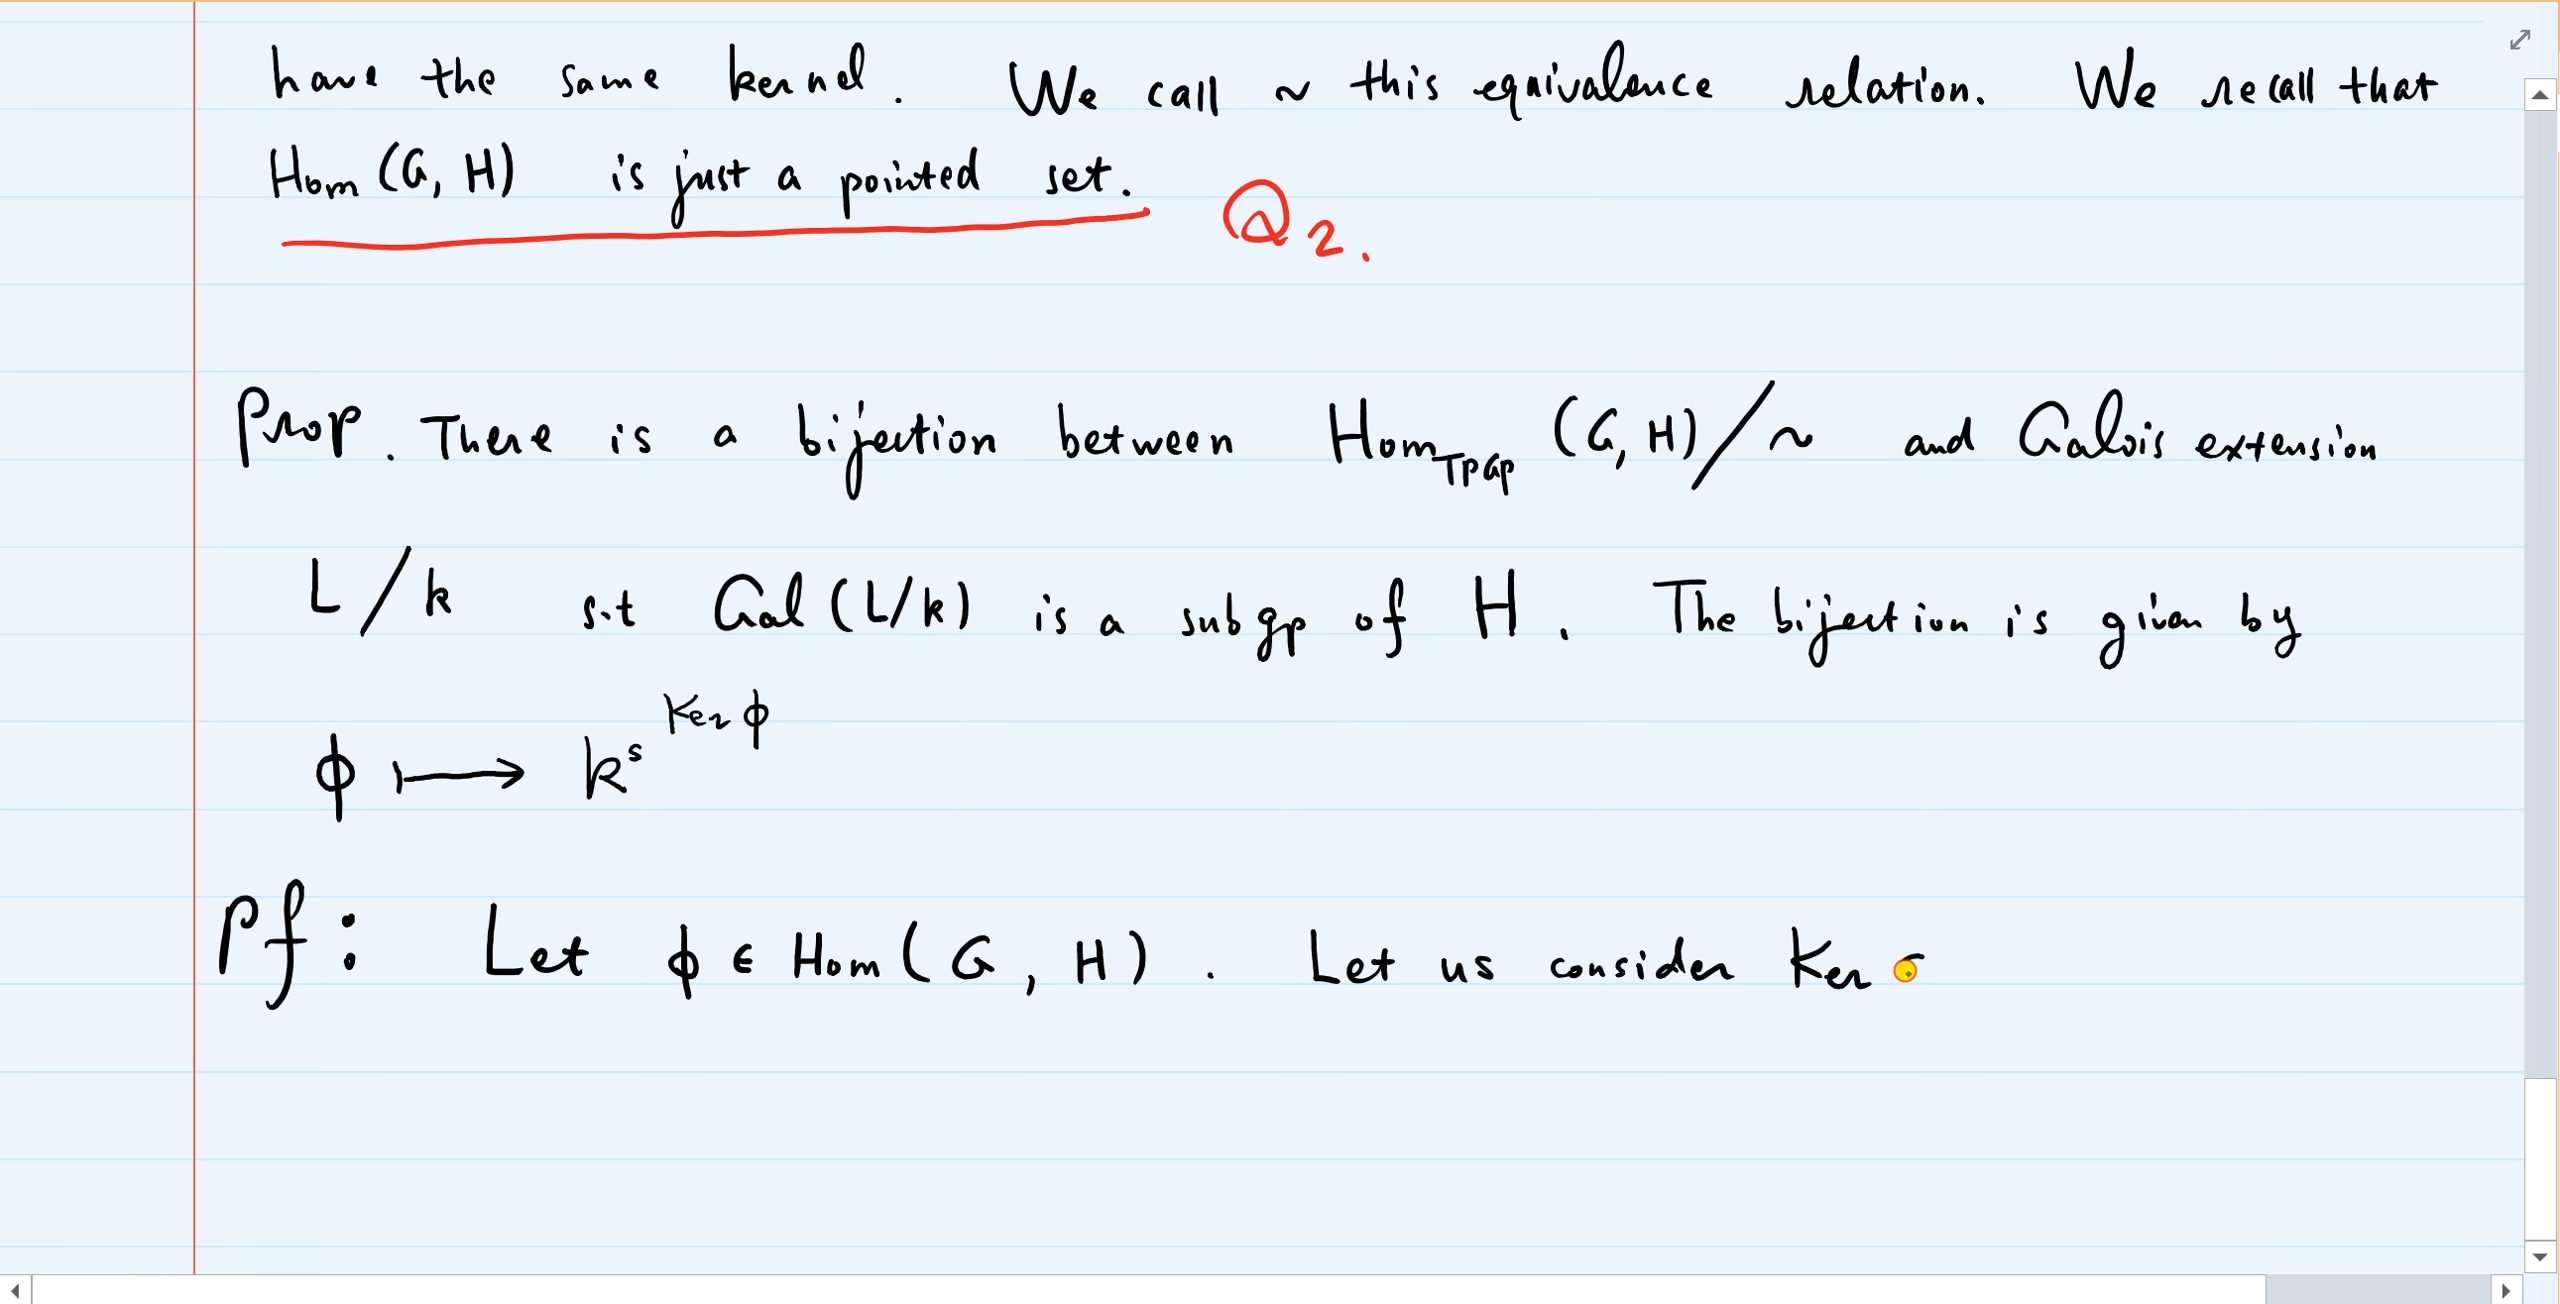 have the same kernel. We call ~ this equivalence relation. We recall that
Hom (G, H) is just a pointed set.
Q2.
Prop. There is a bijection between Hom_TPGP (G, H)/~ and Galois extension
L/k s.t Gal (L/k) is a subgp of H. The bijection is given by
ϕ ↦ k^s^Ker ϕ
Pf: Let ϕ ∈ Hom (G, H). Let us consider Ker